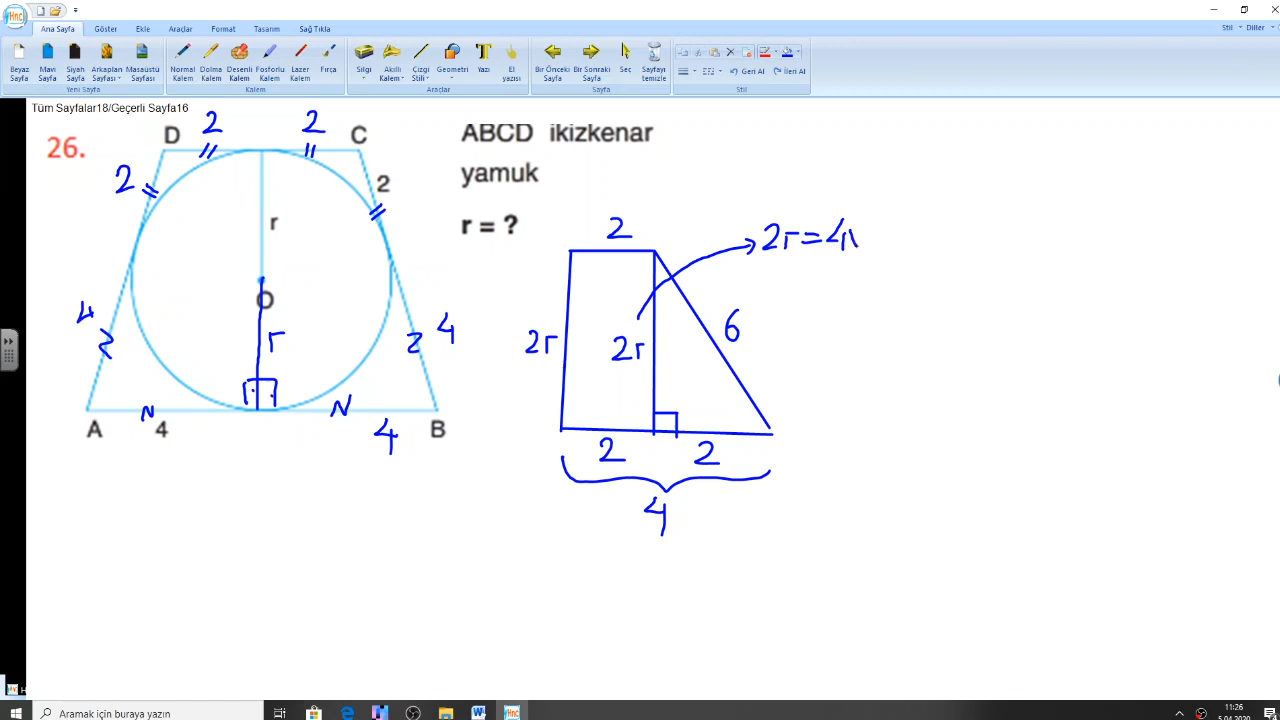 Ana Sayfa Göster Ekle Araçlar Format Tasarım Sağ Tıkla
Stil Diller
Beyaz Sayfa
Mavi Sayfa
Siyah Sayfa
Arkaplan Sayfası
Masaüstü Sayfası
Normal Kalem
Dolma Kalem
Desenli Kalem
Fosforlu Kalem
Lazer Kalem
Fırça
Silgi
Akıllı Kalem
Çizgi Stili
Geometri
Yazı
El yazısı
Bir Önceki Sayfa
Bir Sonraki Sayfa
Seç
Sayfayı temizle
Geri Al
İleri Al
Yeni Sayfa
Kalem
Araçlar
Sayfa
Stil
Tüm Sayfalar18/Geçerli Sayfa16
26.
D 2 2 C
2 2
r
O
r
4 4
A 4 4 B
ABCD ikizkenar
yamuk
r = ?
2
2r=4
2r 2r 6
2 2
4
Aramak için buraya yazın
11:26
5.04.2020